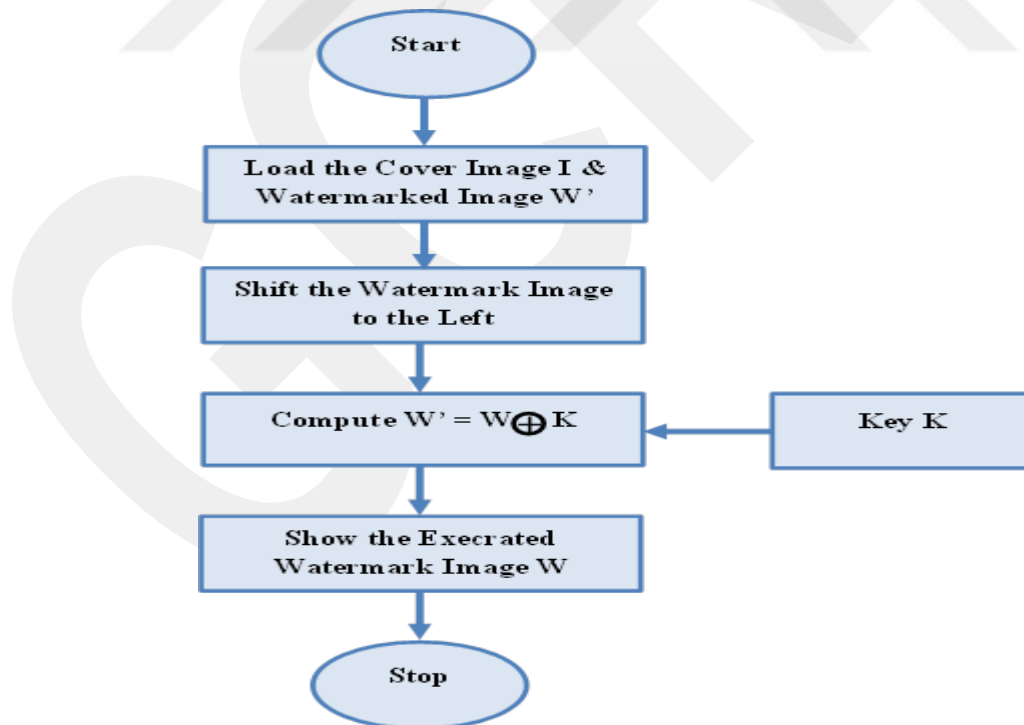 Start
Load the Cover Image I &
Watermarked Image W’
Shift the Watermark Image
to the Left
Compute W’ = W⊕K
Key K
Show the Execrated
Watermark Image W
Stop